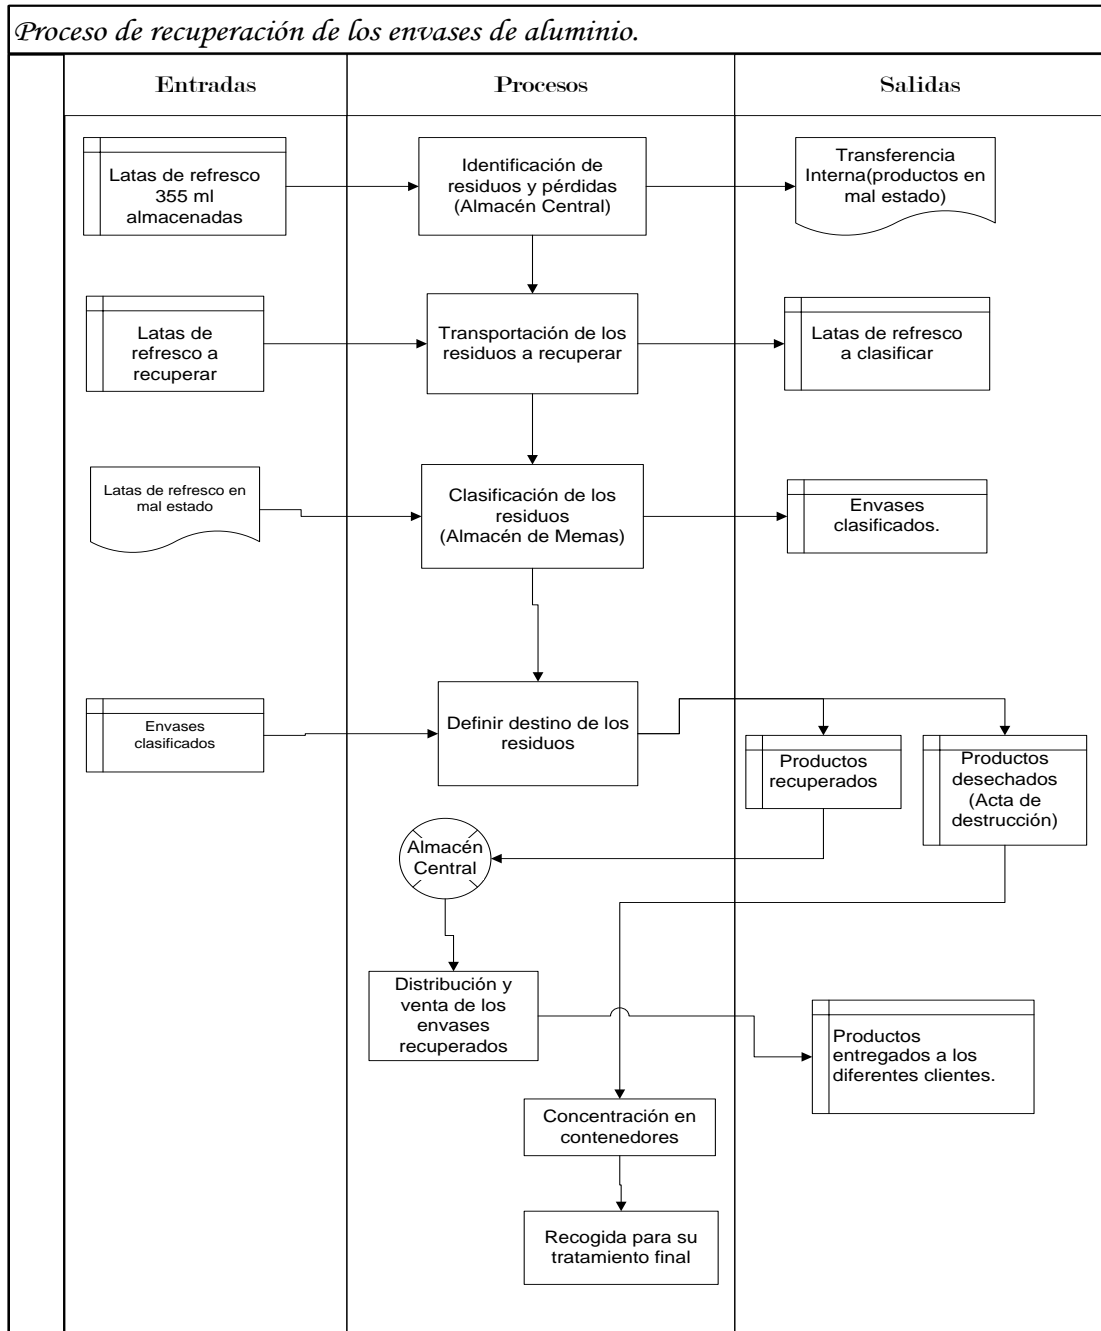 Proceso de recuperación de los envases de aluminio.
Entradas
Procesos
Salidas
Latas de refresco
355 ml
almacenadas
Identificación de
residuos y pérdidas
(Almacén Central)
Transferencia
Interna(productos en
mal estado)
Latas de
refresco a
recuperar
Transportación de los
residuos a recuperar
Latas de refresco
a clasificar
Latas de refresco en
mal estado
Clasificación de los
residuos
(Almacén de Memas)
Envases
clasificados.
Envases
clasificados
Definir destino de los
residuos
Productos
recuperados
Productos
desechados
(Acta de
destrucción)
Almacén
Central
Distribución y
venta de los
envases
recuperados
Productos
entregados a los
diferentes clientes.
Concentración en
contenedores
Recogida para su
tratamiento final